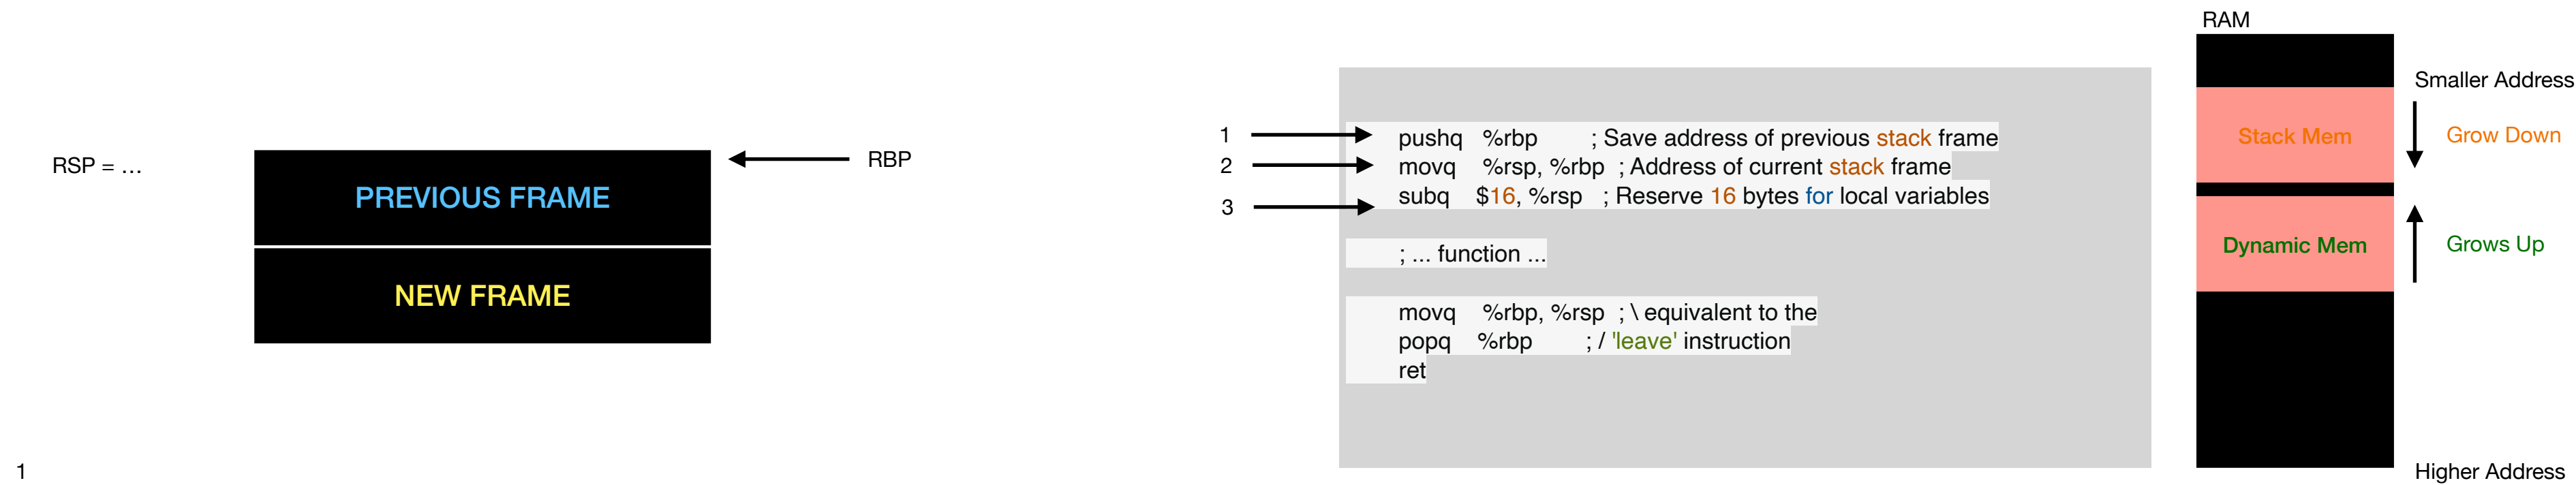 RSP = ...
PREVIOUS FRAME
NEW FRAME
RBP
1
1
2
3
pushq %rbp ; Save address of previous stack frame
movq %rsp, %rbp ; Address of current stack frame
subq $16, %rsp ; Reserve 16 bytes for local variables
; ... function ...
movq %rbp, %rsp ; \ equivalent to the
popq %rbp ; / 'leave' instruction
ret
RAM
Smaller Address
Stack Mem
Grow Down
Dynamic Mem
Grows Up
Higher Address